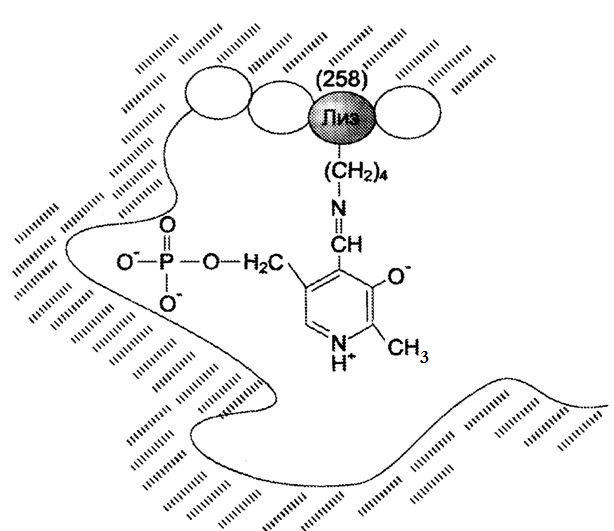 (258)
Лиз
(CH₂)₄
N
CH
O
O⁻–P–O–H₂C
O⁻
O⁻
N
H⁺
CH₃